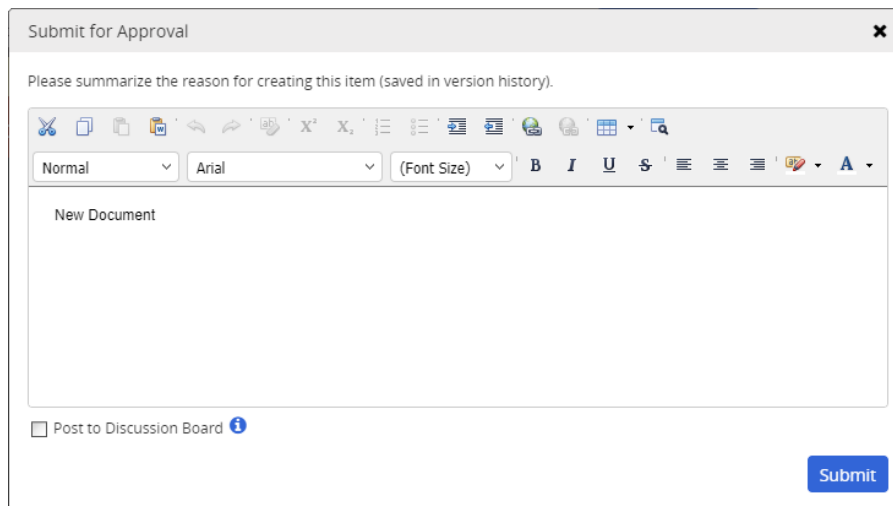 Submit for Approval
Please summarize the reason for creating this item (saved in version history).
Normal Arial (Font Size) B I U S A
New Document
Post to Discussion Board
Submit